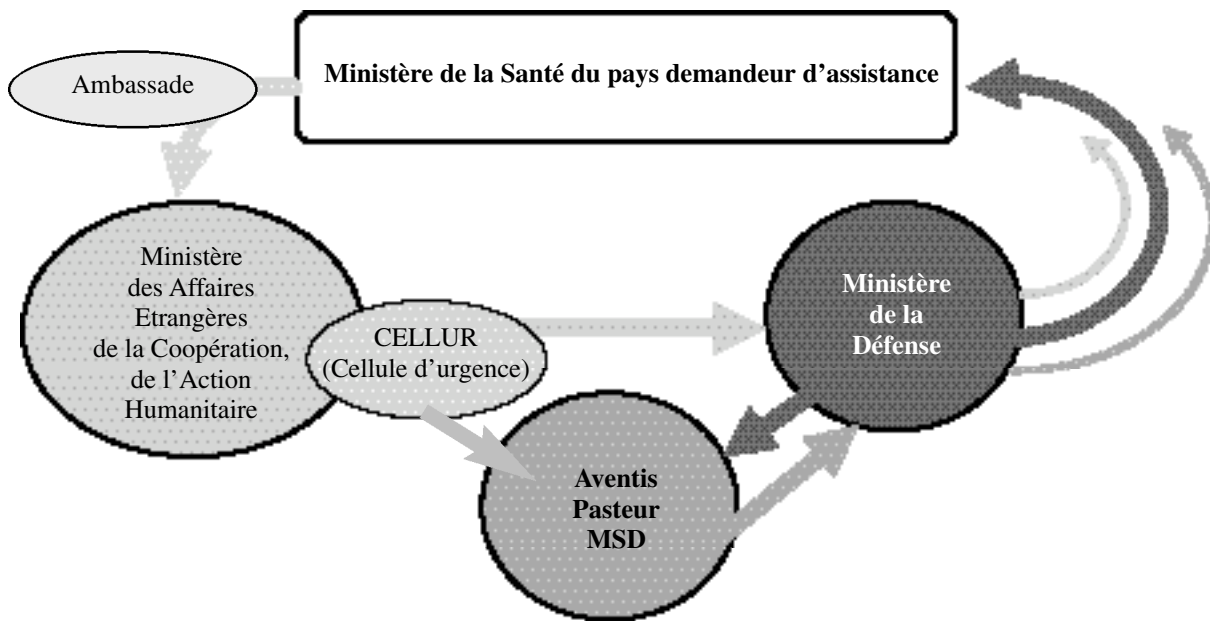 Ministère de la Santé du pays demandeur d’assistance
Ambassade
Ministère
des Affaires
Etrangères
de la Coopération,
de l’Action
Humanitaire
CELLUR
(Cellule d’urgence)
Ministère
de la
Défense
Aventis
Pasteur
MSD